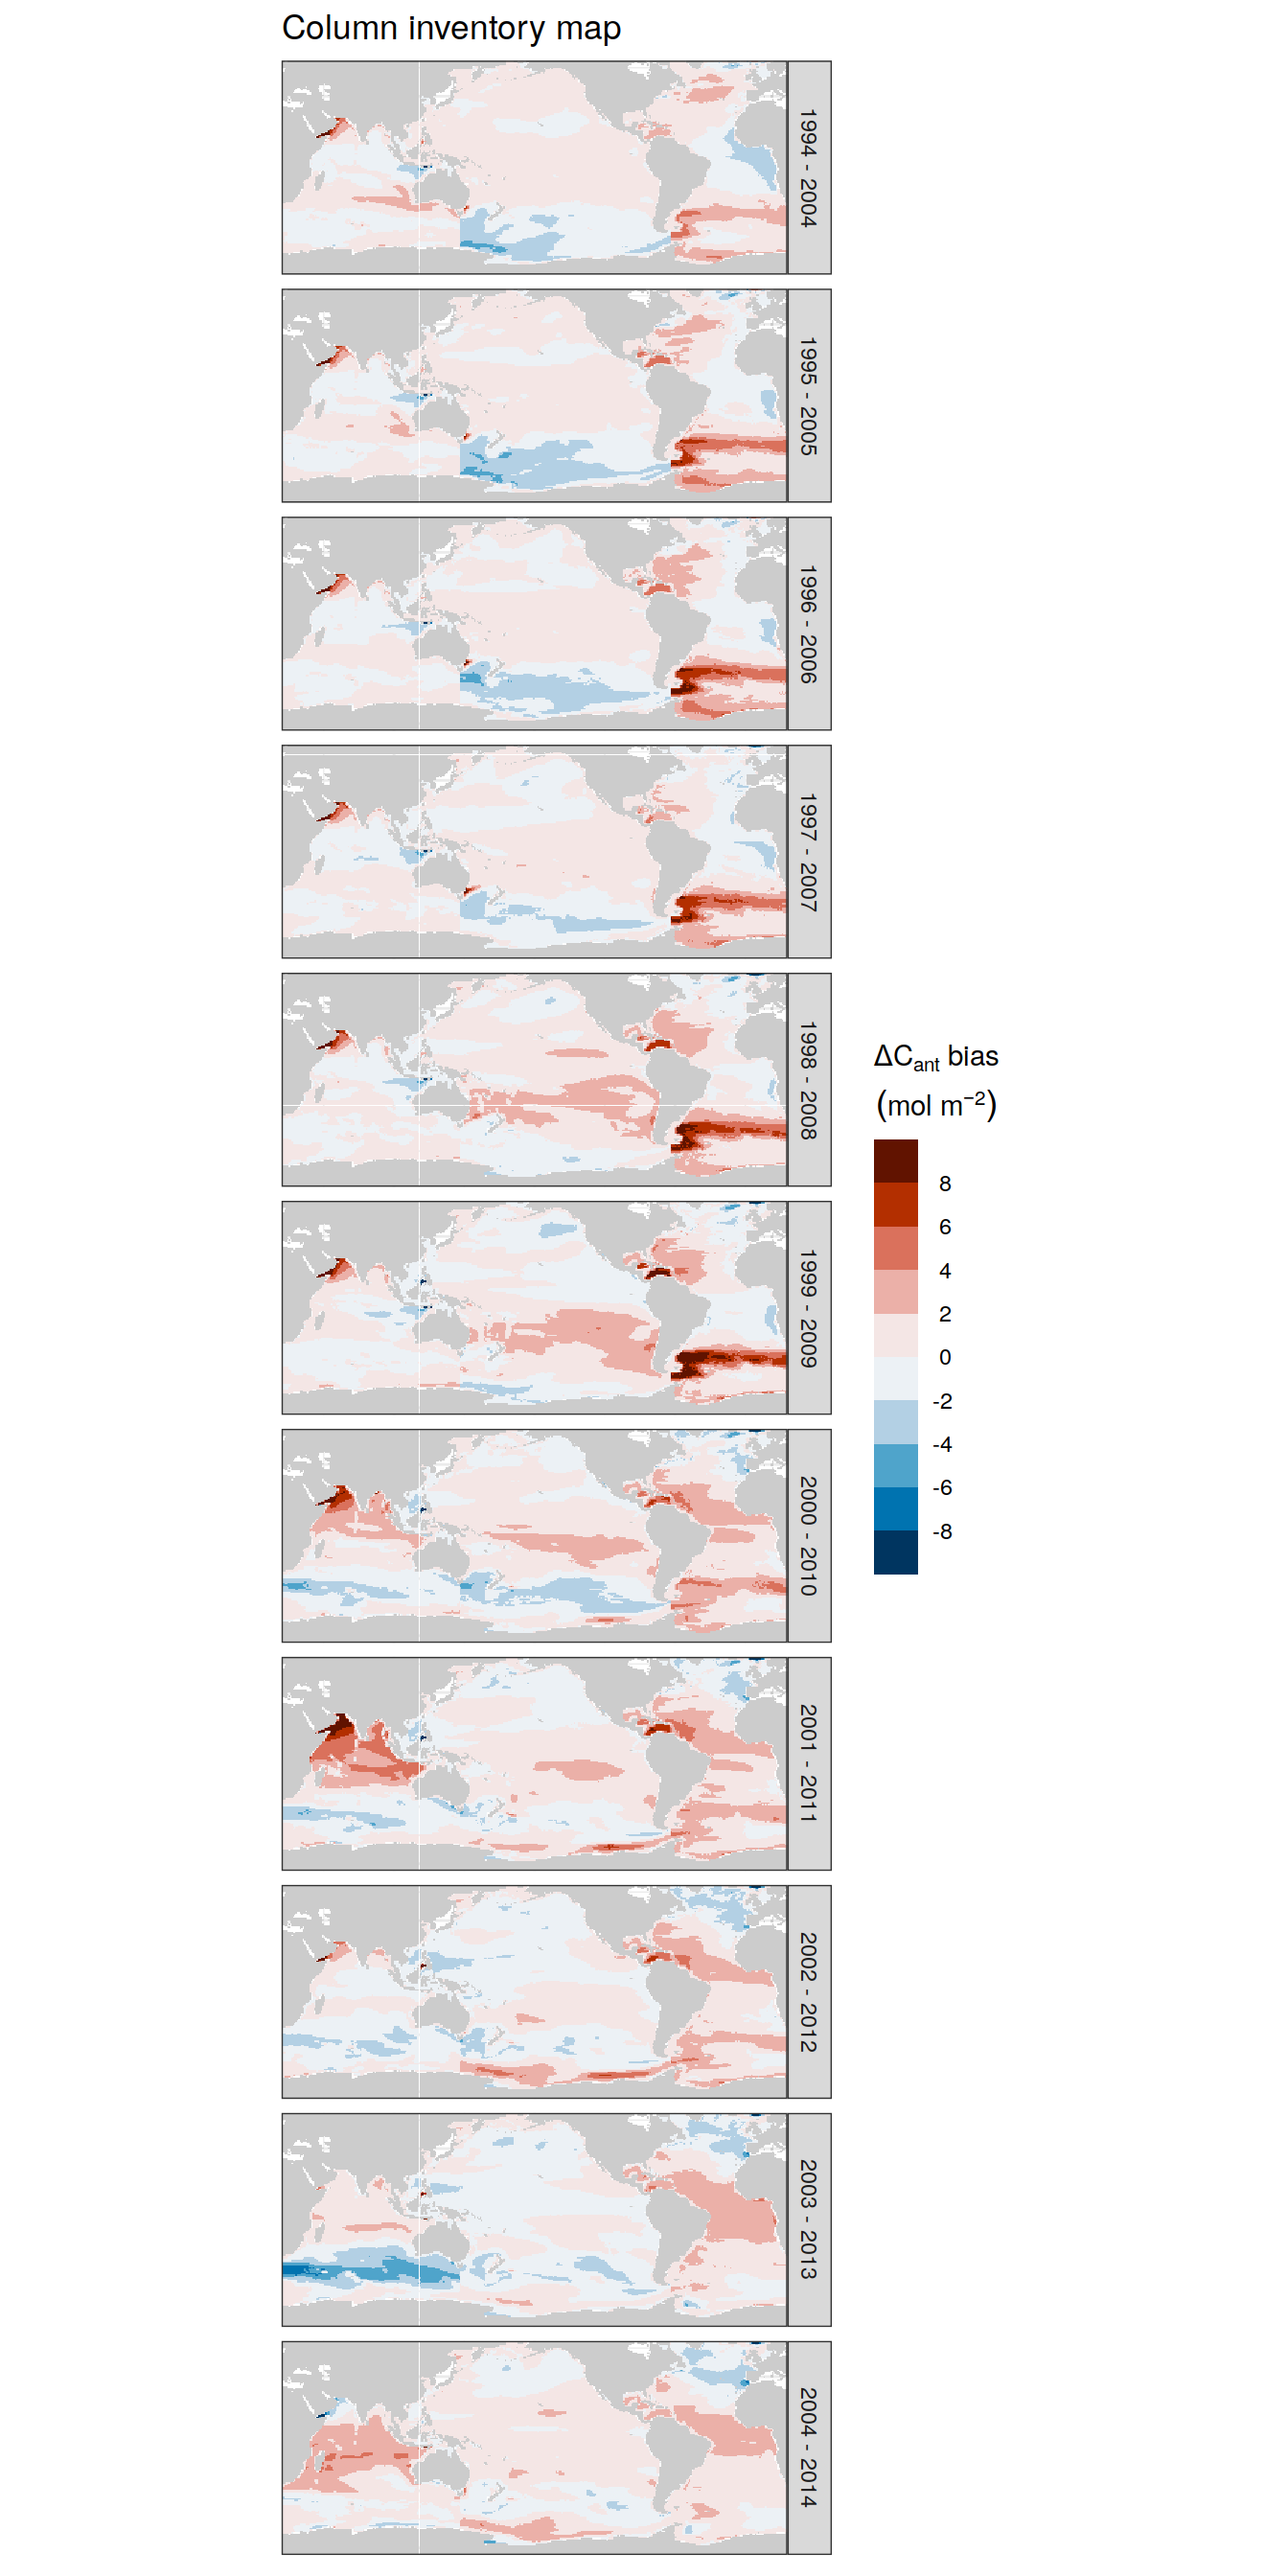 Column inventory map
1994 - 2004
1995 - 2005
1996 - 2006
1997 - 2007
1998 - 2008
1999 - 2009
2000 - 2010
2001 - 2011
2002 - 2012
2003 - 2013
2004 - 2014
ΔCant bias
(mol m−2)
8
6
4
2
0
-2
-4
-6
-8